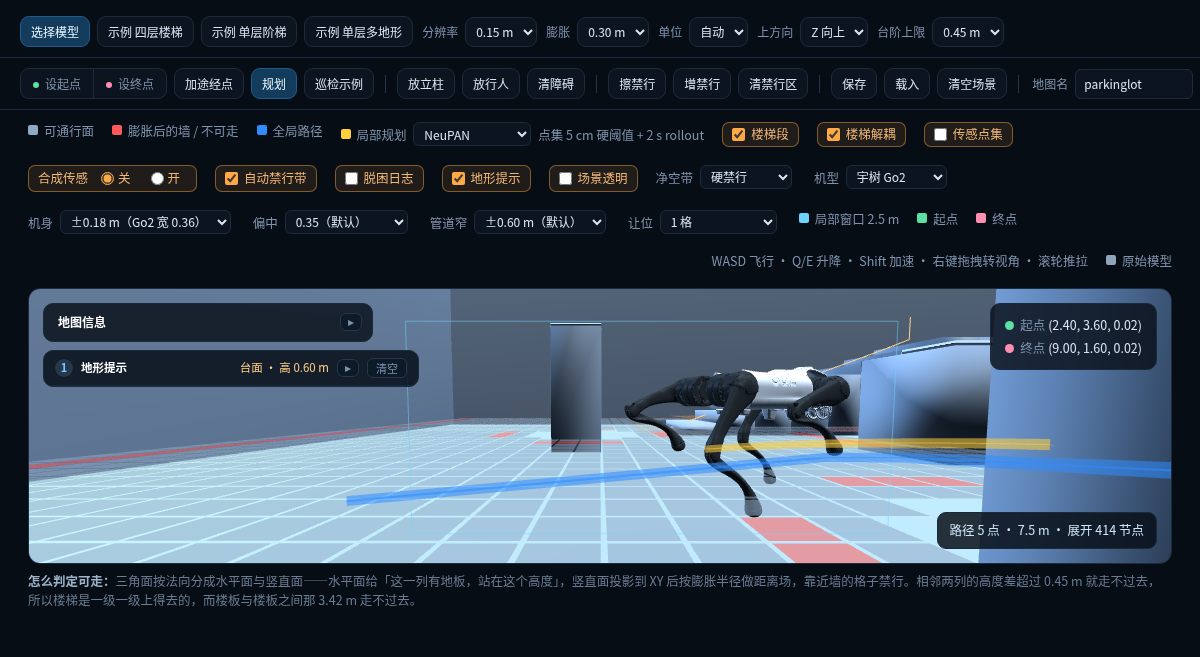 选择模型 示例 四层楼梯 示例 单层阶梯 示例 单层多地形 分辨率 0.15 m 膨胀 0.30 m 单位 自动 上方向 Z 向上 台阶上限 0.45 m
设起点 设终点 加途经点 规划 巡检示例 放立柱 放行人 清障碍 擦禁行 增禁行 清禁行区 保存 载入 清空场景 地图名 parkinglot
可通行面 膨胀后的墙 / 不可走 全局路径 局部规划 NeuPAN 点集 5 cm 硬阈值 + 2 s rollout 楼梯段 楼梯解耦 传感点集
合成传感 关 开 自动禁行带 脱困日志 地形提示 场景透明 净空带 硬禁行 机型 宇树 Go2
机身 ±0.18 m（Go2 宽 0.36） 偏中 0.35（默认） 管道窄 ±0.60 m（默认） 让位 1 格 局部窗口 2.5 m 起点 终点
WASD 飞行 · Q/E 升降 · Shift 加速 · 右键拖拽转视角 · 滚轮推拉 原始模型
地图信息
1 地形提示 台面 · 高 0.60 m 清空
起点 (2.40, 3.60, 0.02)
终点 (9.00, 1.60, 0.02)
路径 5 点 · 7.5 m · 展开 414 节点
怎么判定可走：三角面按法向分成水平面与竖直面——水平面给「这一列有地板，站在这个高度」，竖直面投影到 XY 后按膨胀半径做距离场，靠近墙的格子禁行。相邻两列的高度差超过 0.45 m 就走不过去，
所以楼梯是一级一级上得去的，而楼板与楼板之间那 3.42 m 走不过去。